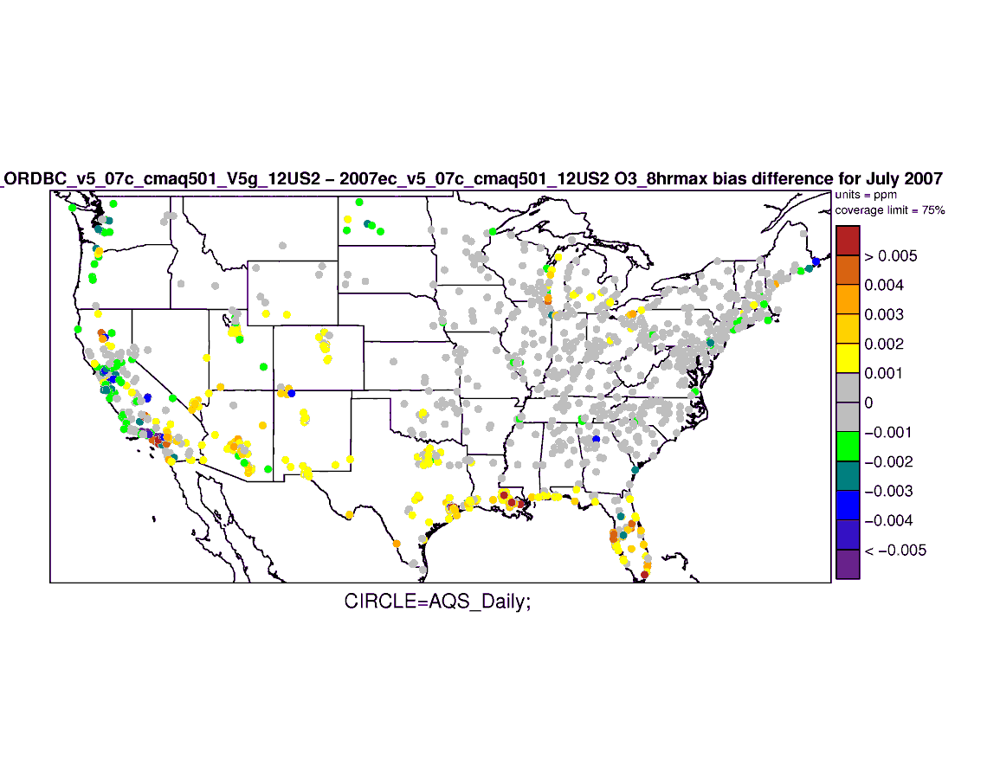 _ORDBC_v5_07c_cmaq501_V5g_12US2 − 2007ec_v5_07c_cmaq501_12US2 O3_8hrmax bias difference for July 2007
units = ppm
coverage limit = 75%
> 0.005
0.004
0.003
0.002
0.001
0
−0.001
−0.002
−0.003
−0.004
< −0.005
CIRCLE=AQS_Daily;